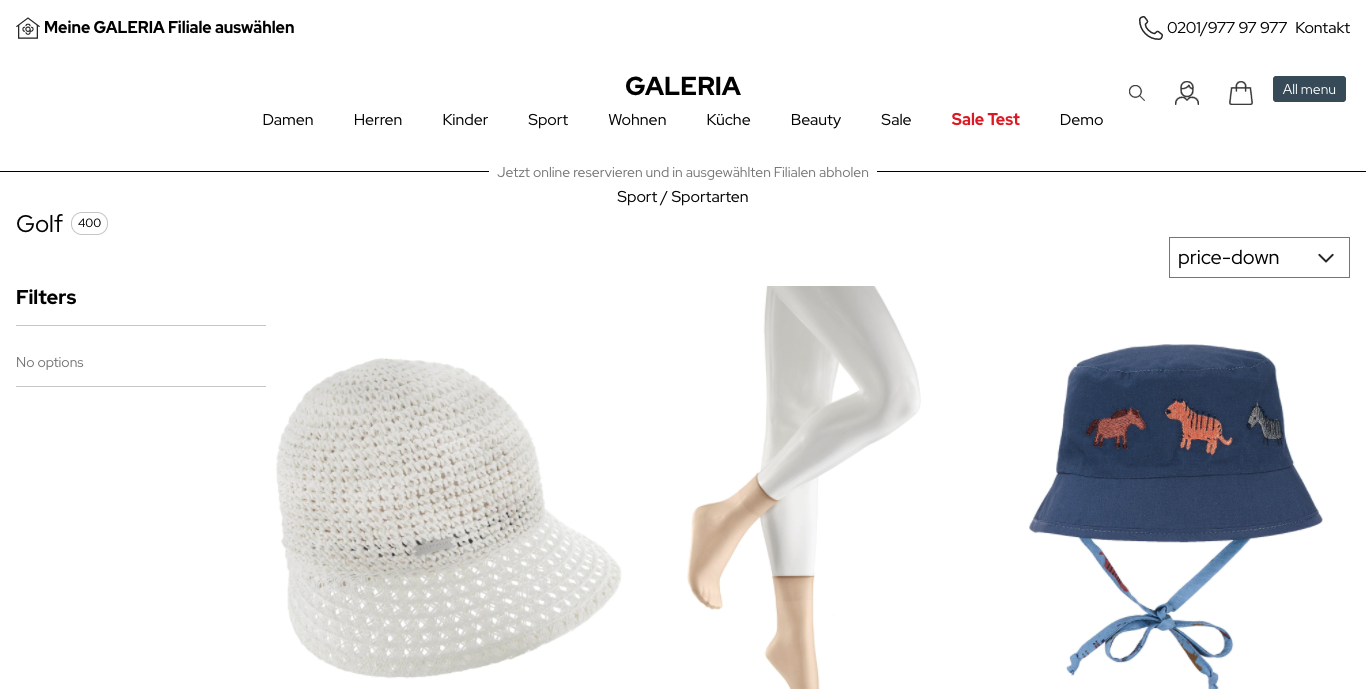 Meine GALERIA Filiale auswählen
0201/977 97 977 Kontakt
GALERIA
All menu
Damen Herren Kinder Sport Wohnen Küche Beauty Sale Sale Test Demo
Jetzt online reservieren und in ausgewählten Filialen abholen
Sport / Sportarten
Golf 400
price-down
Filters
No options